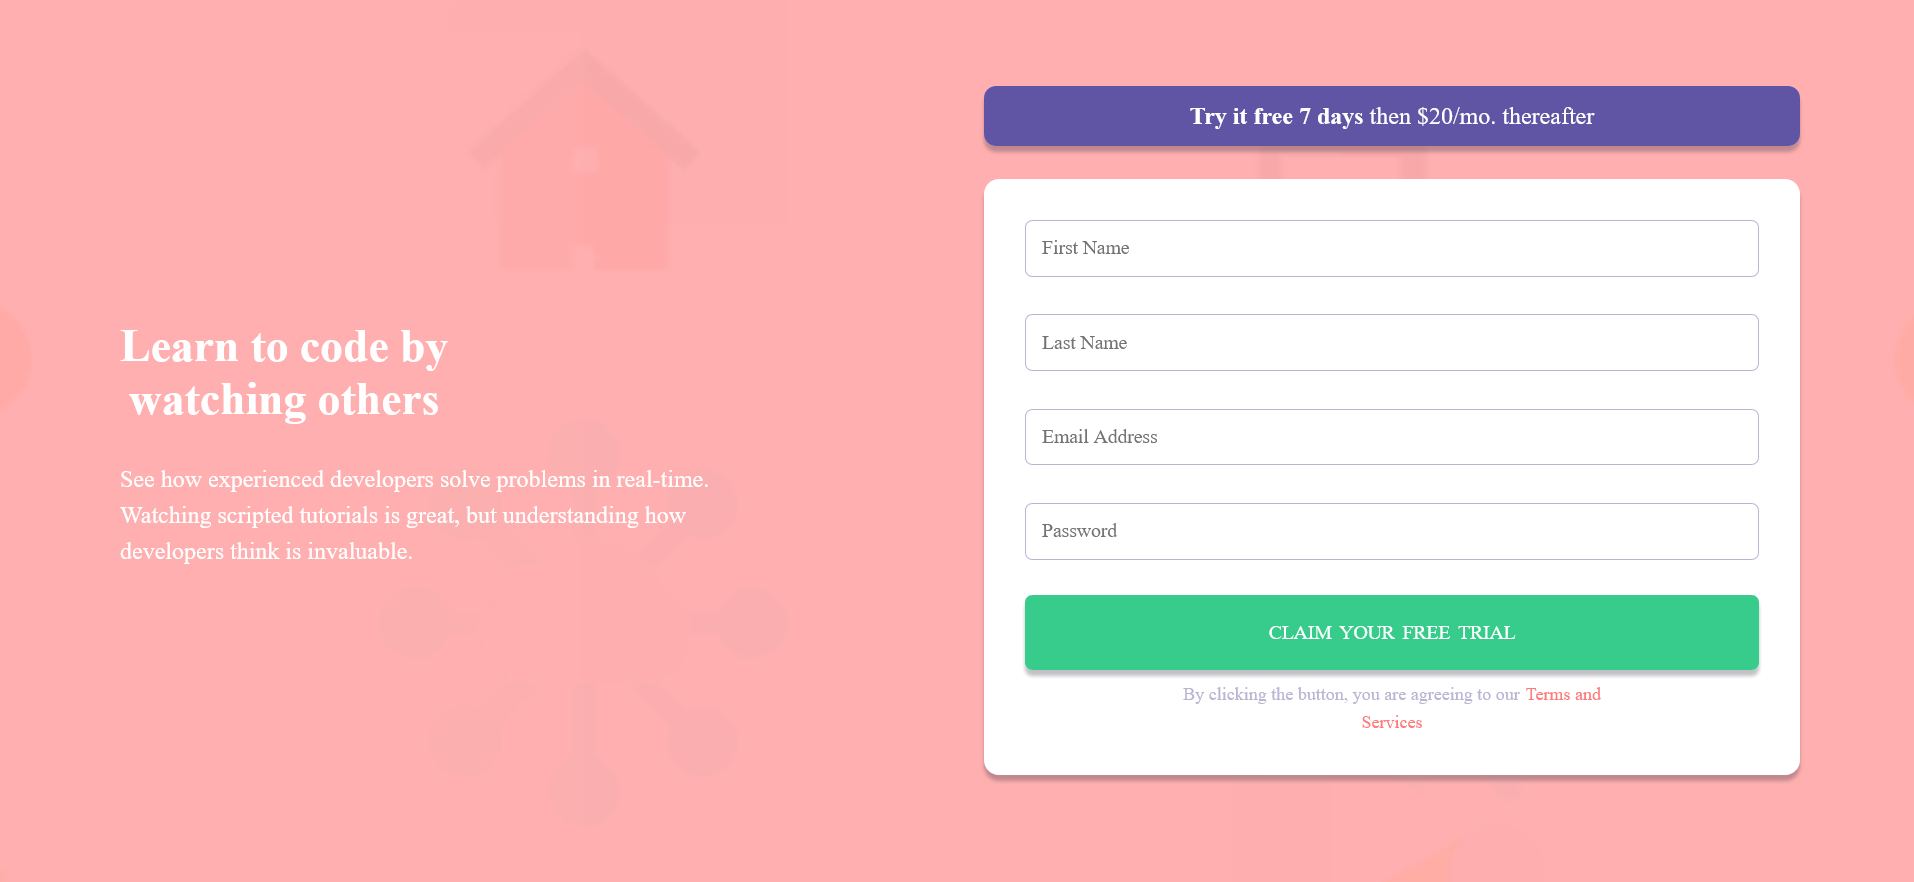 Learn to code by
watching others
See how experienced developers solve problems in real-time.
Watching scripted tutorials is great, but understanding how
developers think is invaluable.
Try it free 7 days then $20/mo. thereafter
First Name
Last Name
Email Address
Password
CLAIM YOUR FREE TRIAL
By clicking the button, you are agreeing to our Terms and
Services